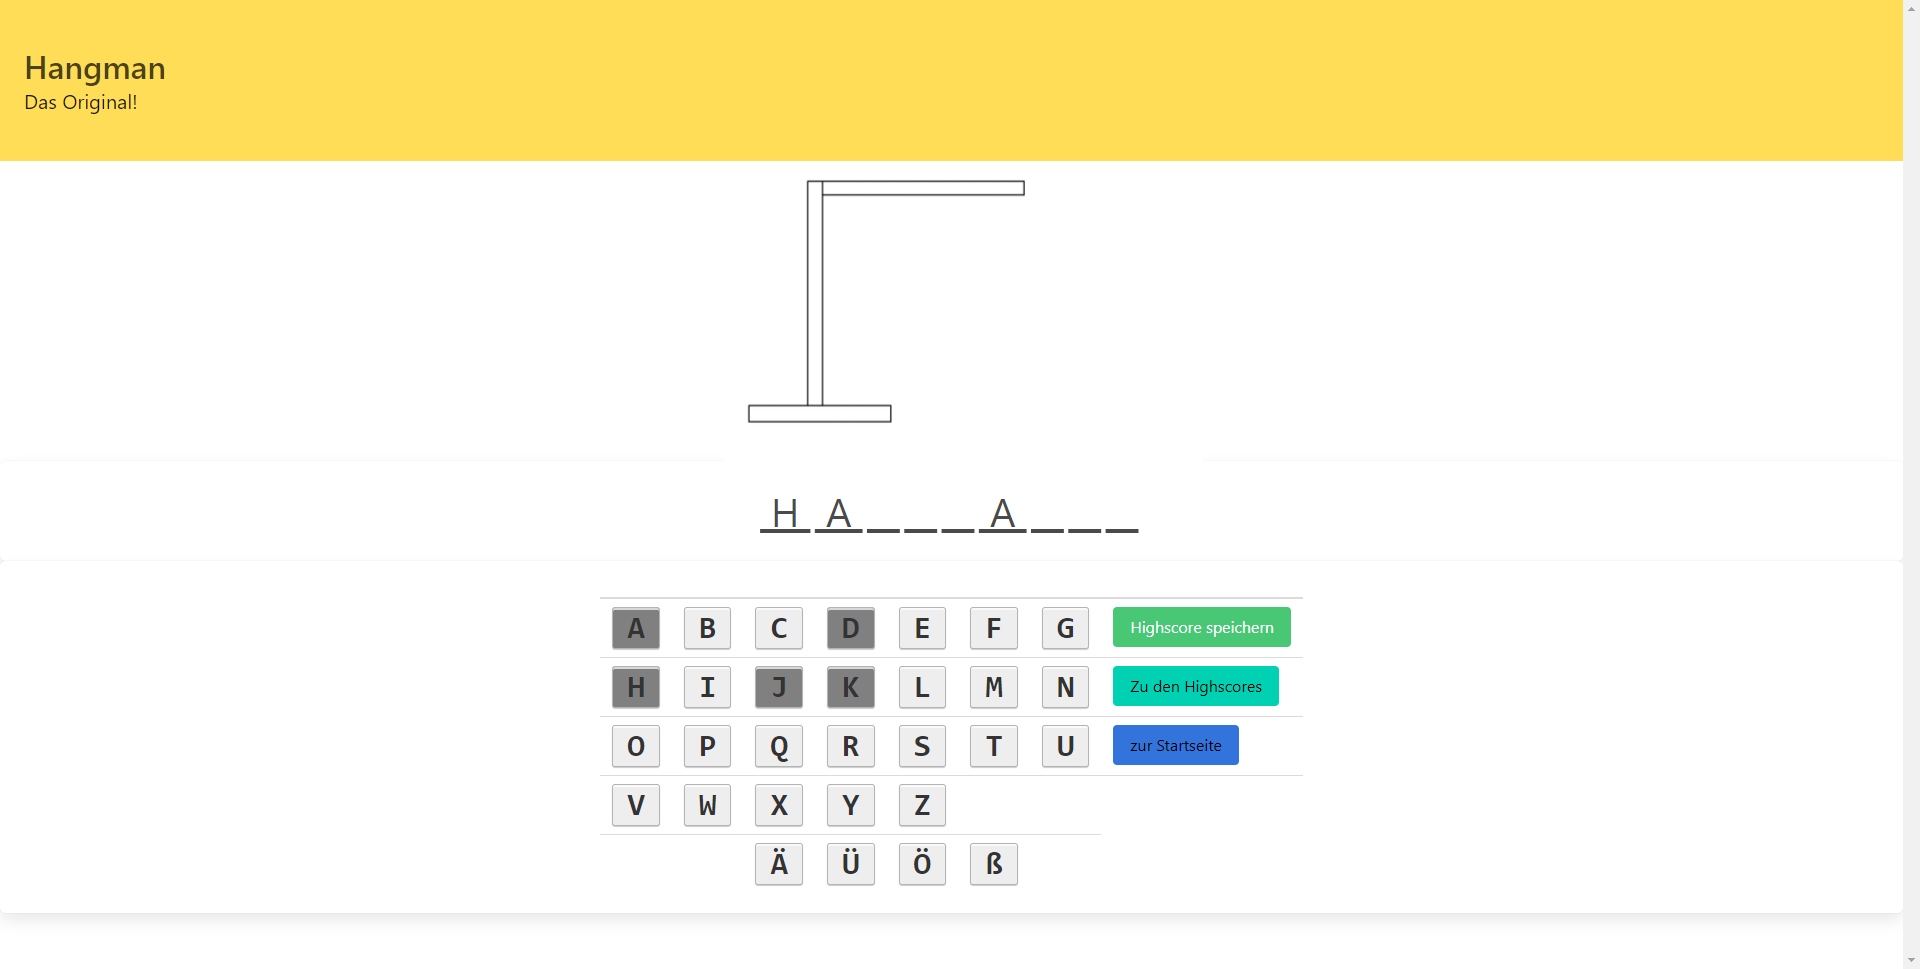 Hangman
Das Original!
H A _ _ _ A _ _ _
A B C D E F G Highscore speichern
H I J K L M N Zu den Highscores
O P Q R S T U zur Startseite
V W X Y Z
Ä Ü Ö ß